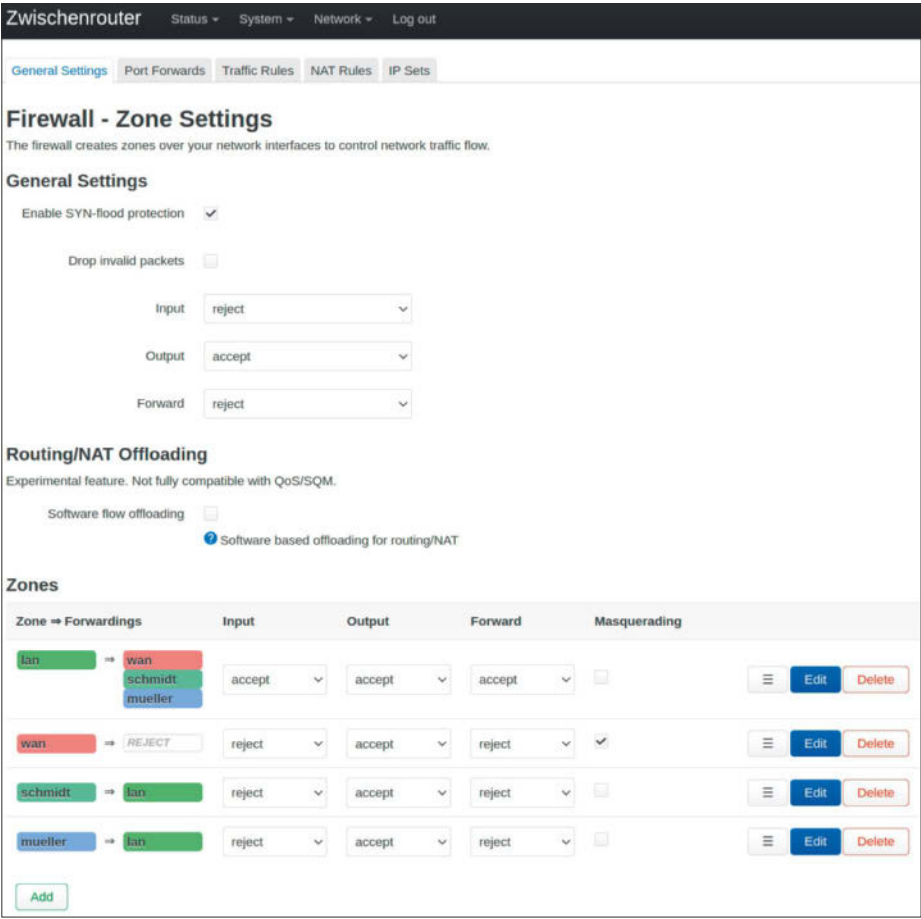 Zwischenrouter Status System Network Log out
General Settings Port Forwards Traffic Rules NAT Rules IP Sets
Firewall - Zone Settings
The firewall creates zones over your network interfaces to control network traffic flow.
General Settings
Enable SYN-flood protection
Drop invalid packets
Input reject
Output accept
Forward reject
Routing/NAT Offloading
Experimental feature. Not fully compatible with QoS/SQM.
Software flow offloading
Software based offloading for routing/NAT
Zones
Zone ⇒ Forwardings Input Output Forward Masquerading
lan ⇒ wan
schmidt accept accept accept Edit Delete
mueller
wan ⇒ REJECT reject accept reject Edit Delete
schmidt ⇒ lan reject accept reject Edit Delete
mueller ⇒ lan reject accept reject Edit Delete
Add